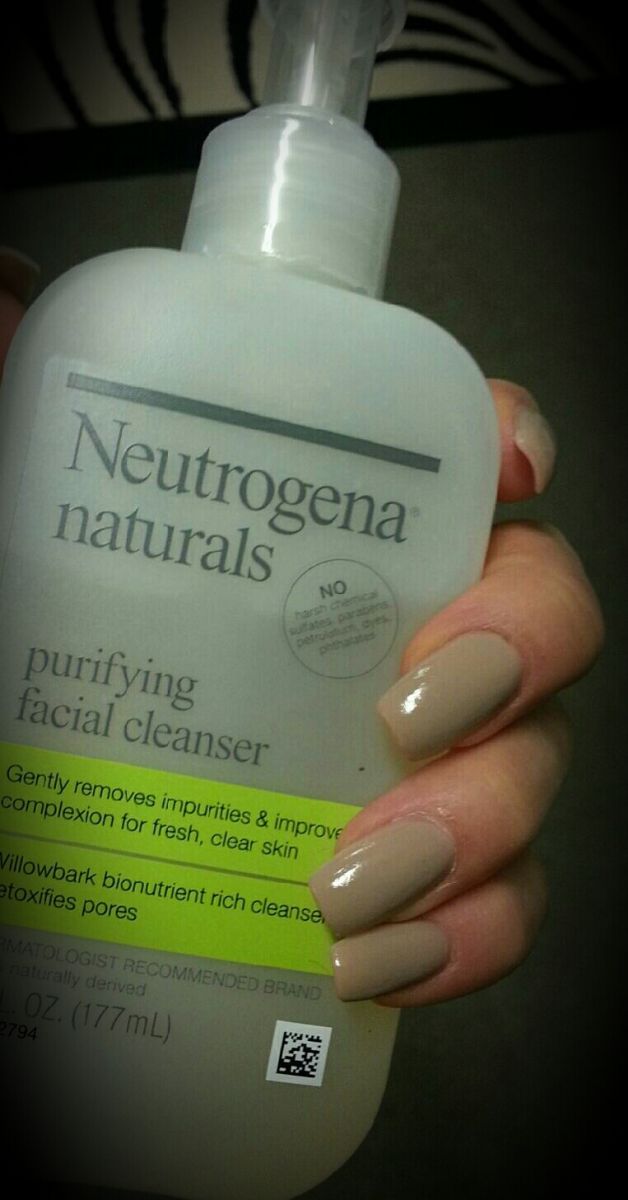 Neutrogena®
naturals
NO
harsh chemical
sulfates, parabens,
petrolatum, dyes,
phthalates
purifying
facial cleanser
Gently removes impurities & improve
complexion for fresh, clear skin
Willowbark bionutrient rich cleanser
etoxifies pores
RMATOLOGIST RECOMMENDED BRAND
naturally derived
L. OZ. (177mL)
2794